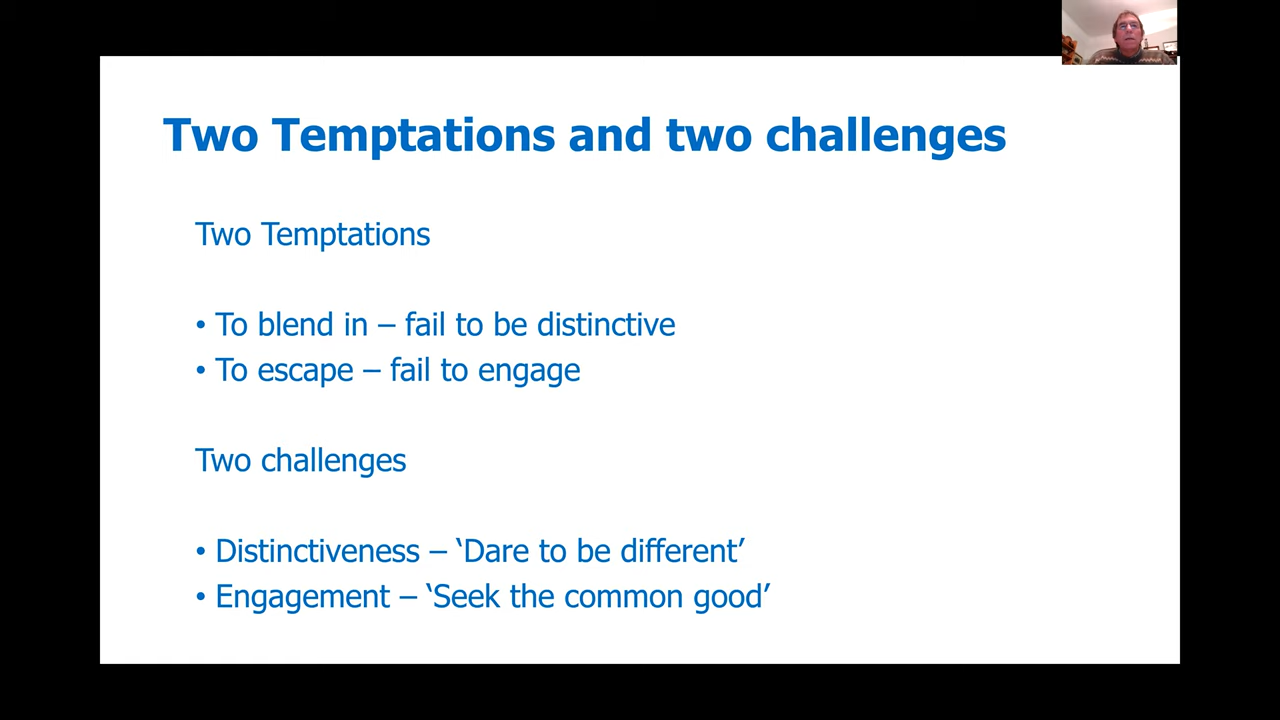 Two Temptations and two challenges
Two Temptations
• To blend in – fail to be distinctive
• To escape – fail to engage
Two challenges
• Distinctiveness – ‘Dare to be different’
• Engagement – ‘Seek the common good’